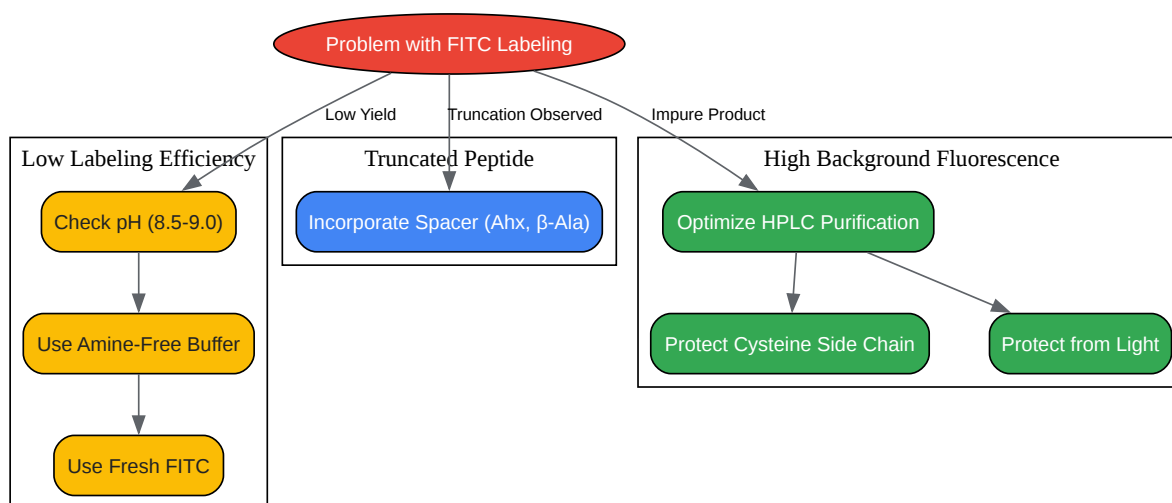 Problem with FITC Labeling
Low Yield
Truncation Observed
Impure Product
Low Labeling Efficiency
Truncated Peptide
High Background Fluorescence
Check pH (8.5-9.0)
Incorporate Spacer (Ahx, β-Ala)
Optimize HPLC Purification
Use Amine-Free Buffer
Protect Cysteine Side Chain
Protect from Light
Use Fresh FITC